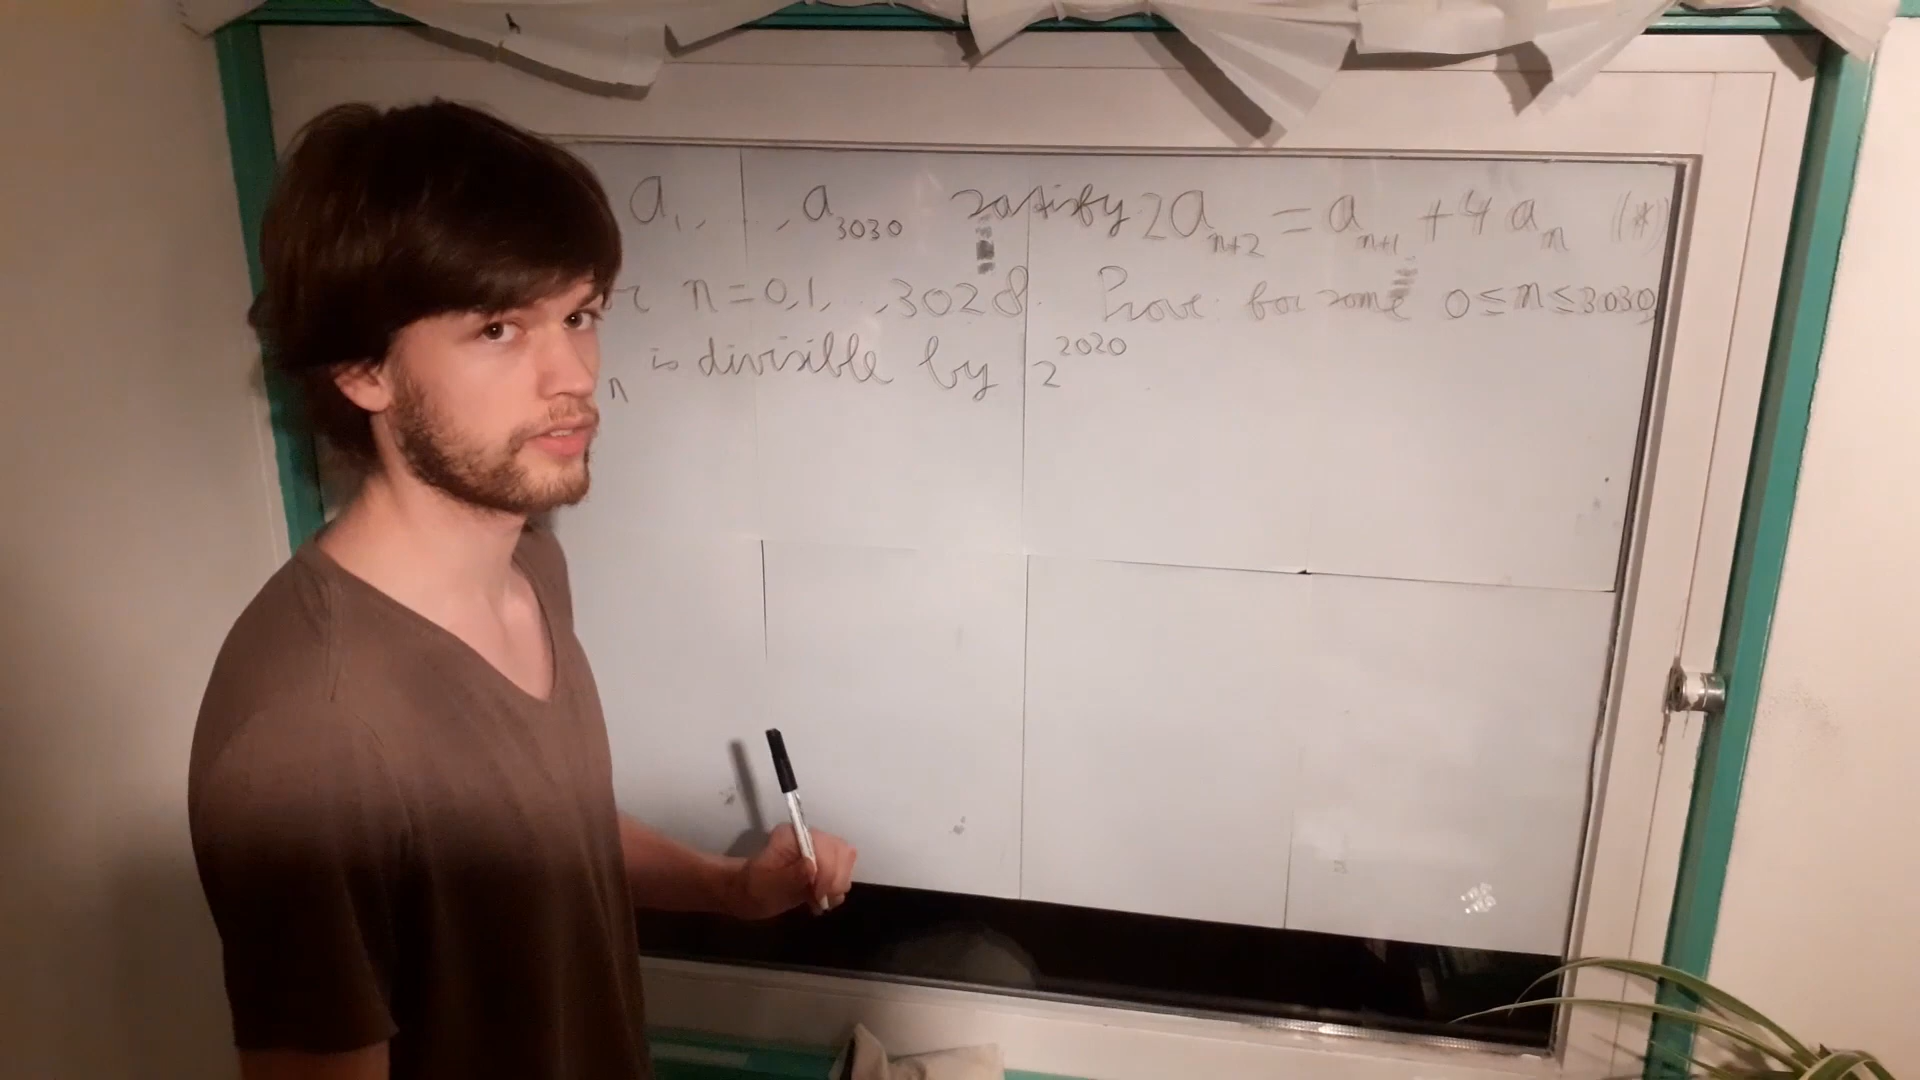 a₁, , a₃₀₃₀ satisfy 2aₙ₊₂ = aₙ₊₁ + 4aₙ (*)
r n=0,1,..,3028. Prove for some 0≤n≤3030,
n is divisible by 2²⁰²⁰